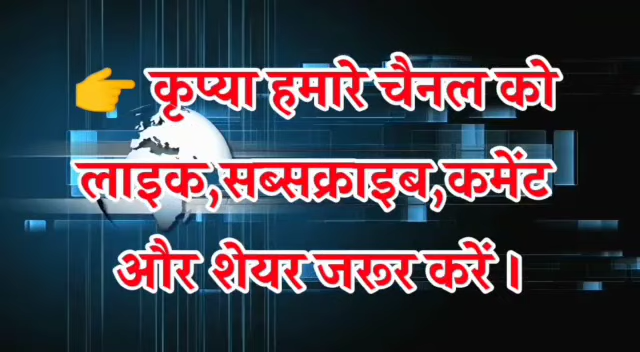 👉 कृप्या हमारे चैनल को
लाइक,सब्सक्राइब,कमेंट
और शेयर जरूर करें।